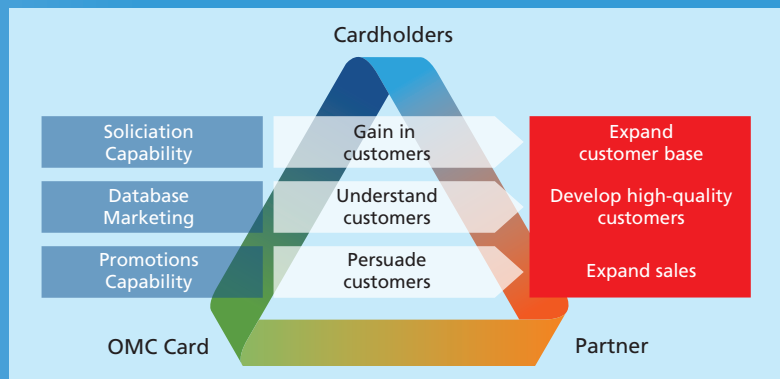 Cardholders
Soliciation
Capability
Gain in
customers
Expand
customer base
Database
Marketing
Understand
customers
Develop high-quality
customers
Promotions
Capability
Persuade
customers
Expand sales
OMC Card
Partner